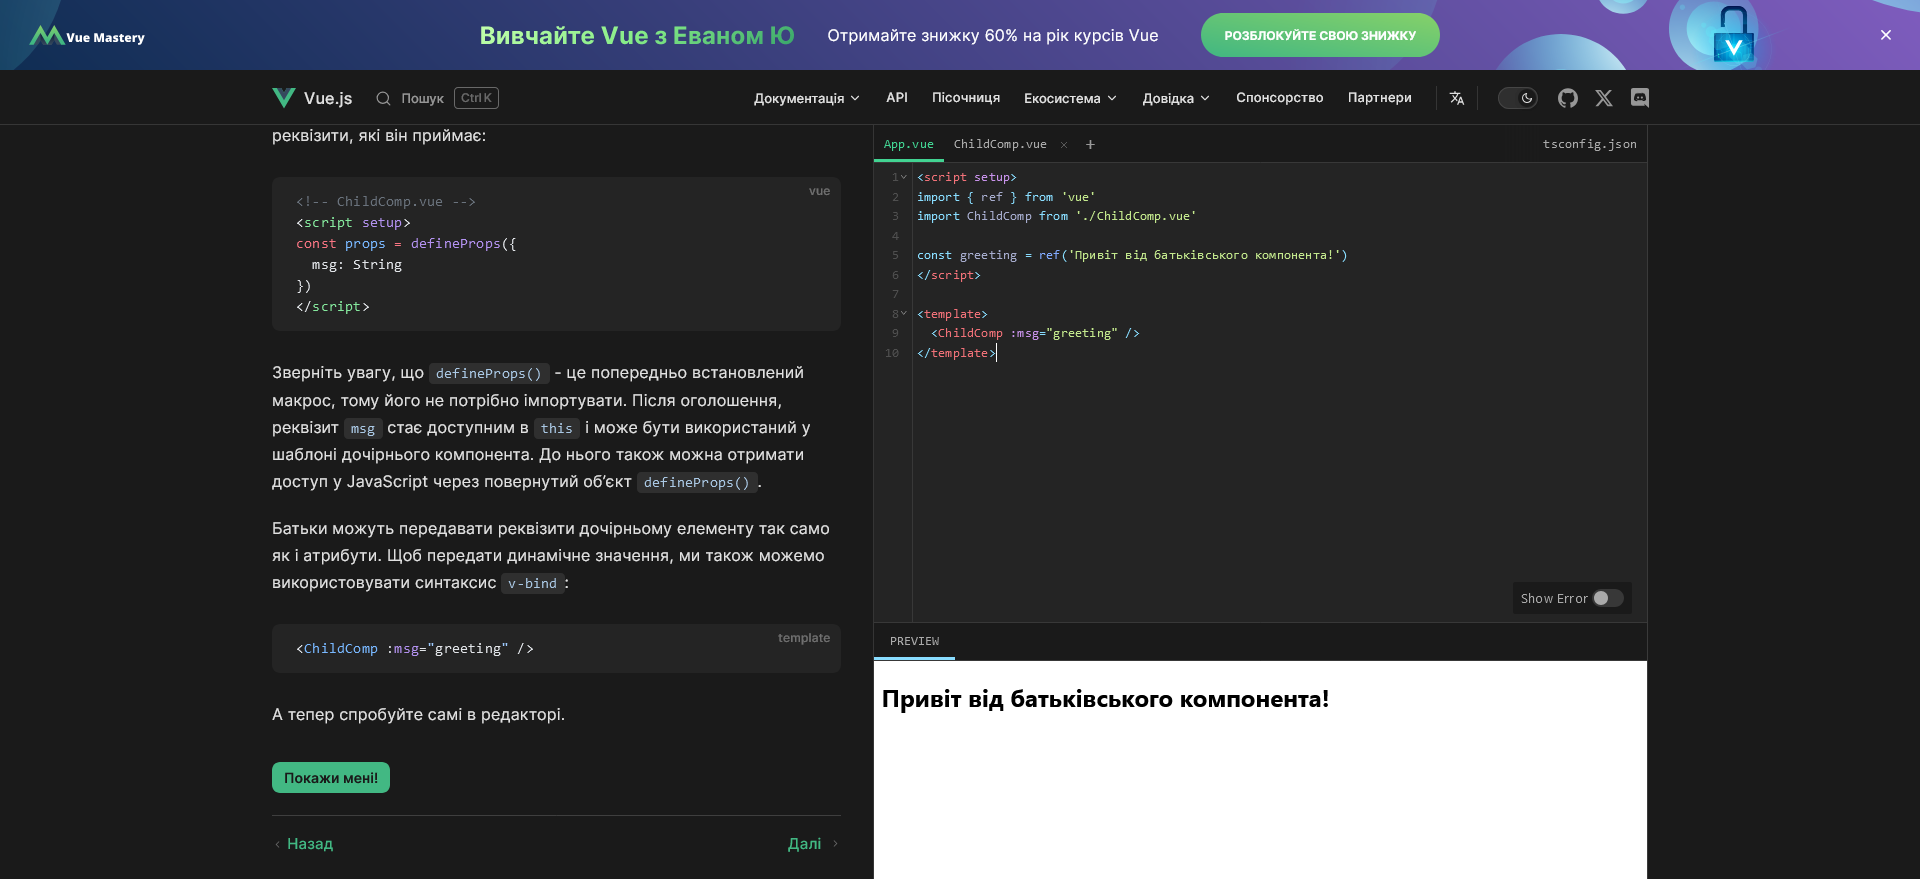 Vue Mastery
Вивчайте Vue з Еваном Ю
Отримайте знижку 60% на рік курсів Vue
РОЗБЛОКУЙТЕ СВОЮ ЗНИЖКУ
Vue.js
Пошук
Ctrl K
Документація
API
Пісочниця
Екосистема
Довідка
Спонсорство
Партнери
реквізити, які він приймає:
vue
<!-- ChildComp.vue -->
<script setup>
const props = defineProps({
  msg: String
})
</script>
Зверніть увагу, що defineProps() - це попередньо встановлений
макрос, тому його не потрібно імпортувати. Після оголошення,
реквізит msg стає доступним в this і може бути використаний у
шаблоні дочірнього компонента. До нього також можна отримати
доступ у JavaScript через повернутий об’єкт defineProps().
Батьки можуть передавати реквізити дочірньому елементу так само
як і атрибути. Щоб передати динамічне значення, ми також можемо
використовувати синтаксис v-bind:
template
<ChildComp :msg="greeting" />
А тепер спробуйте самі в редакторі.
Покажи мені!
Назад
Далі
App.vue
ChildComp.vue
tsconfig.json
1 <script setup>
2 import { ref } from 'vue'
3 import ChildComp from './ChildComp.vue'
4
5 const greeting = ref('Привіт від батьківського компонента!')
6 </script>
7
8 <template>
9   <ChildComp :msg="greeting" />
10 </template>
Show Error
PREVIEW
Привіт від батьківського компонента!